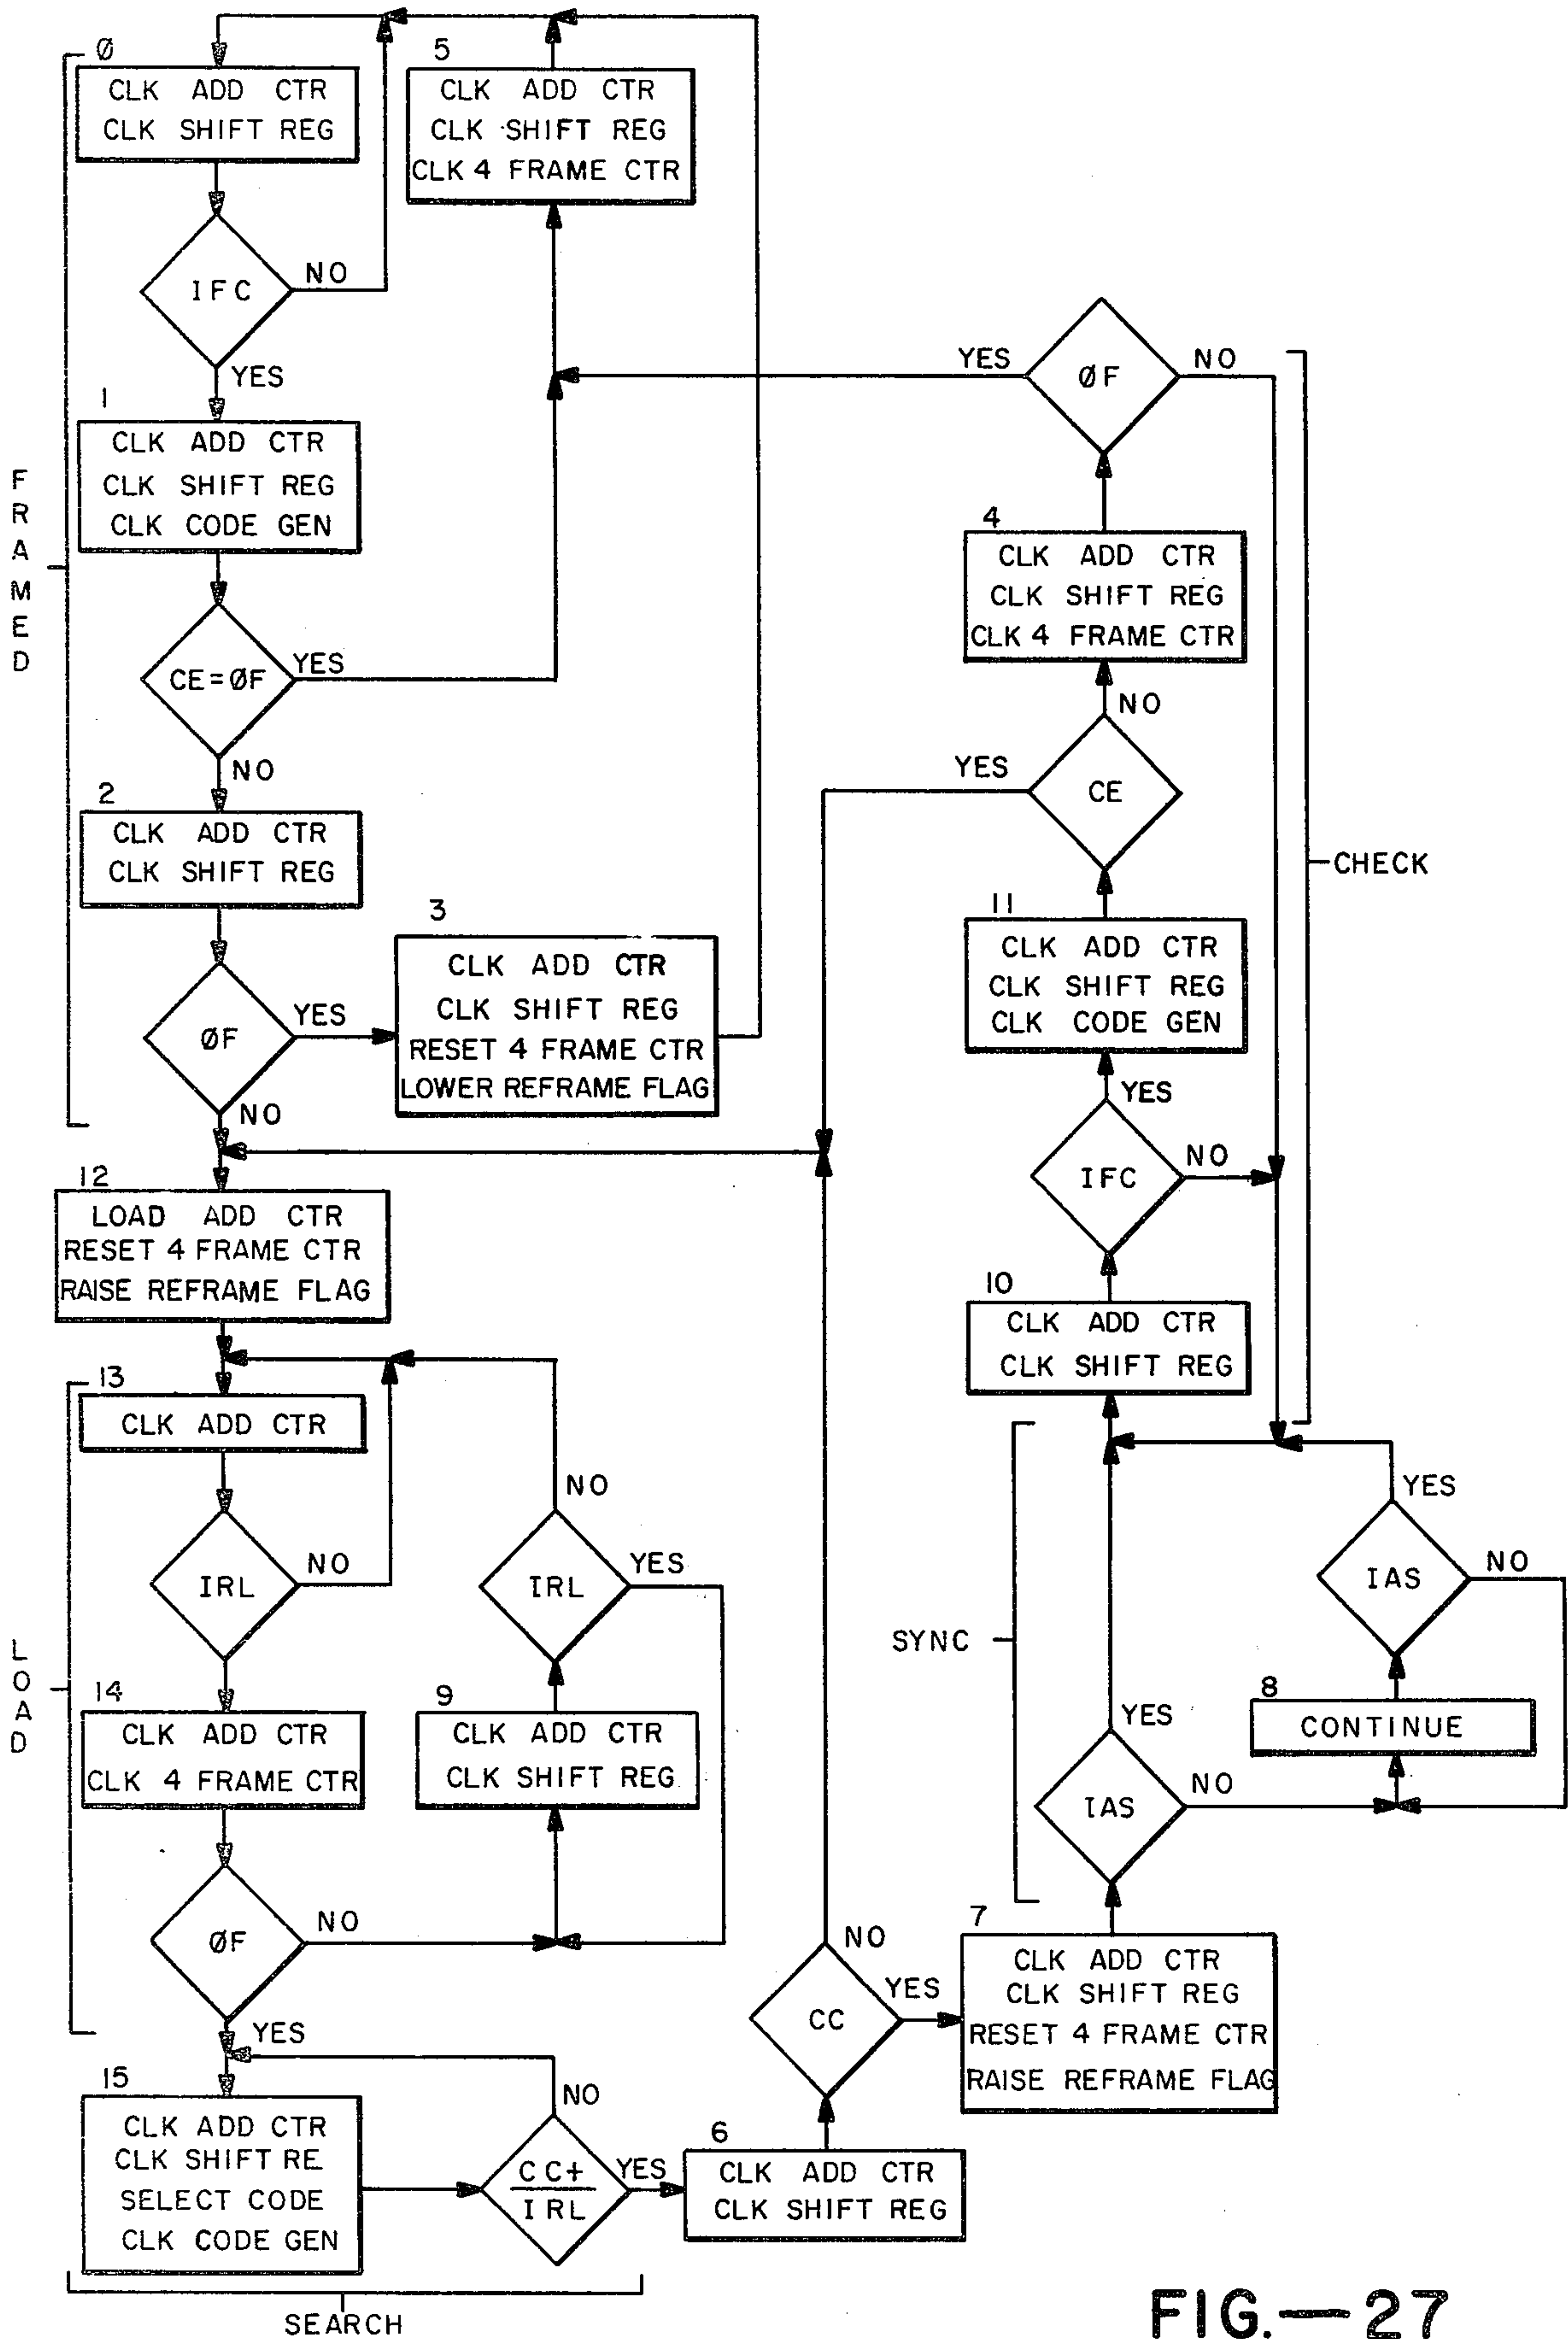 0
CLK ADD CTR
CLK SHIFT REG
IFC
NO
YES
1
CLK ADD CTR
CLK SHIFT REG
CLK CODE GEN
CE=ØF
YES
NO
2
CLK ADD CTR
CLK SHIFT REG
ØF
YES
NO
3
CLK ADD CTR
CLK SHIFT REG
RESET 4 FRAME CTR
LOWER REFRAME FLAG
5
CLK ADD CTR
CLK SHIFT REG
CLK 4 FRAME CTR
FRAMED
12
LOAD ADD CTR
RESET 4 FRAME CTR
RAISE REFRAME FLAG
13
CLK ADD CTR
IRL
NO
14
CLK ADD CTR
CLK 4 FRAME CTR
ØF
NO
YES
9
CLK ADD CTR
CLK SHIFT REG
IRL
NO
YES
LOAD
15
CLK ADD CTR
CLK SHIFT RE
SELECT CODE
CLK CODE GEN
CC+
IRL
NO
YES
SEARCH
6
CLK ADD CTR
CLK SHIFT REG
CC
NO
YES
7
CLK ADD CTR
CLK SHIFT REG
RESET 4 FRAME CTR
RAISE REFRAME FLAG
IAS
YES
NO
8
CONTINUE
IAS
YES
NO
SYNC
10
CLK ADD CTR
CLK SHIFT REG
IFC
YES
NO
11
CLK ADD CTR
CLK SHIFT REG
CLK CODE GEN
CE
YES
NO
4
CLK ADD CTR
CLK SHIFT REG
CLK 4 FRAME CTR
ØF
YES
NO
CHECK
FIG.—27